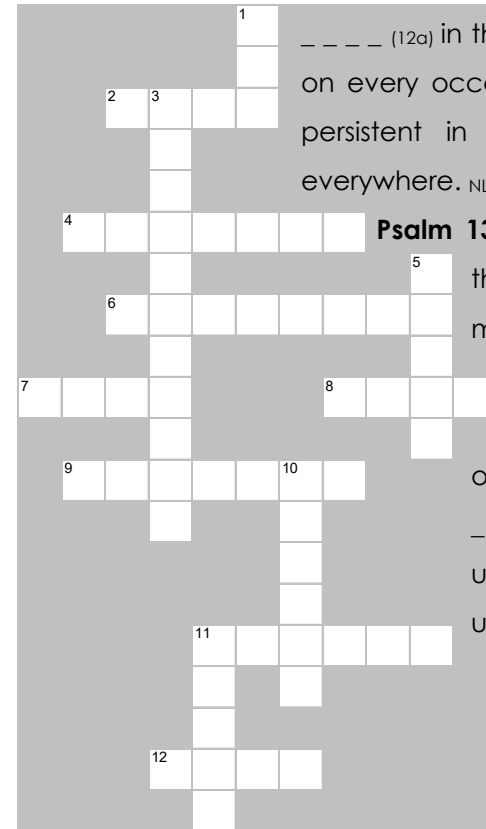 1
_ _ _ _ (12a) in th
on every occa
2 3
persistent in
everywhere. NL
4
Psalm 13
5
th
6
m
7
8
9
10
o
_
u
u
11
12